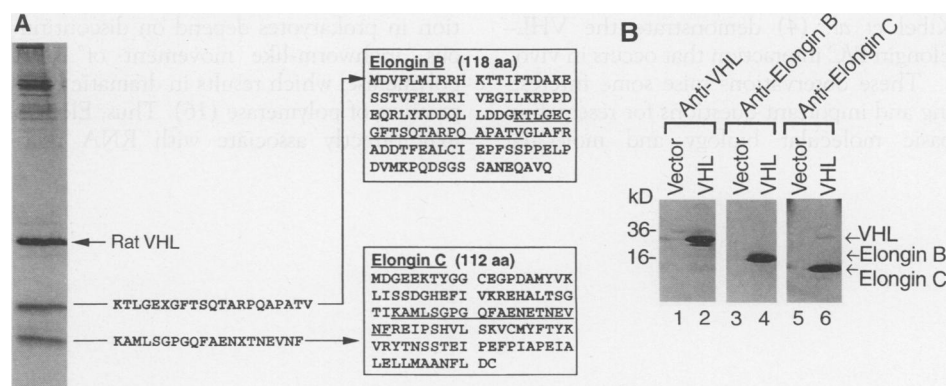 A
Rat VHL
KTLGEXGFTSQTARPQAPATV
KAMLSGPGQFAENXTNEVNF
Elongin B (118 aa)
MDVFLMIRRH KTTIFTDAKE
SSTVFELKRI VEGILKRPPD
EQRLYKDDQL LDDGKTLGEC
GFTSQTARPQ APATVGLAFR
ADDTFEALCI EPFSSPPELP
DVMKPQDSGS SANEQAVQ
Elongin C (112 aa)
MDGEEKTYGG CEGPDAMYVK
LISSDGHEFI VKREHALTSG
TIKAMLSGPG QFAENETNEV
NFREIPSHVL SKVCMYFTYK
VRYTNSSTEI PEFPIAPEIA
LELLMAANFL DC
B
Anti-VHL
Anti-Elongin B
Anti-Elongin C
Vector
VHL
Vector
VHL
Vector
VHL
kD
36-
16-
←VHL
←Elongin B
←Elongin C
1 2 3 4 5 6